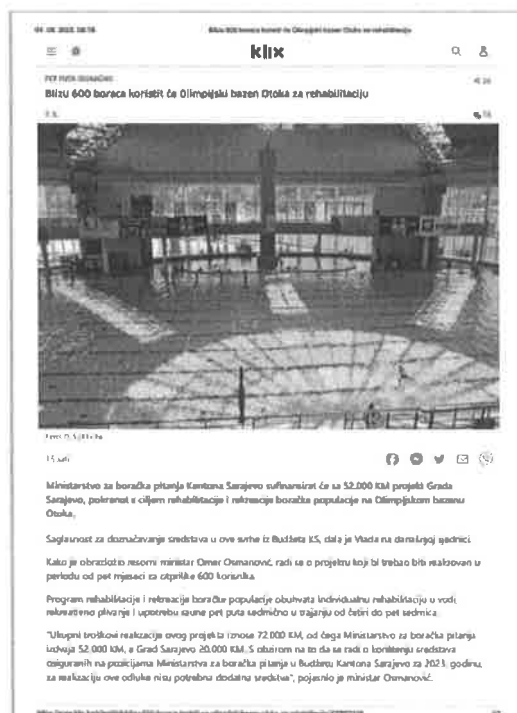 klix
PET PUTA SEDMIČNO
Blizu 600 boraca koristit će Olimpijski bazen Otoka za rehabilitaciju
13 sati
Ministarstvo za boračka pitanja Kantona Sarajevo sufinansirat će sa 52.000 KM projekt Grada
Sarajevo, pokrenut s ciljem rehabilitacije i rekreacije boračke populacije na Olimpijskom bazenu
Otoka.
Saglasnost za doznačavanje sredstava u ove svrhe iz Budžeta KS, dala je Vlada na današnjoj sjednici.
Kako je obrazložio resorni ministar Omer Osmanović, radi se o projektu koji bi trebao biti realizovan u
periodu od pet mjeseci za otprilike 600 korisnika.
Program rehabilitacije i rekreacije boračke populacije obuhvata individualnu rehabilitaciju u vodi,
rekreativno plivanje i upotrebu saune pet puta sedmično u trajanju od četiri do pet sedmica.
"Ukupni troškovi realizacije ovog projekta iznose 72.000 KM, od čega Ministarstvo za boračka pitanja
izdvaja 52.000 KM, a Grad Sarajevo 20.000 KM. S obzirom na to da se radi o korištenju sredstava
osiguranih na pozicijama Ministarstva za boračka pitanja u Budžetu Kantona Sarajevo za 2023. godinu,
za realizaciju ove odluke nisu potrebna dodatna sredstva", pojasnio je ministar Osmanović.